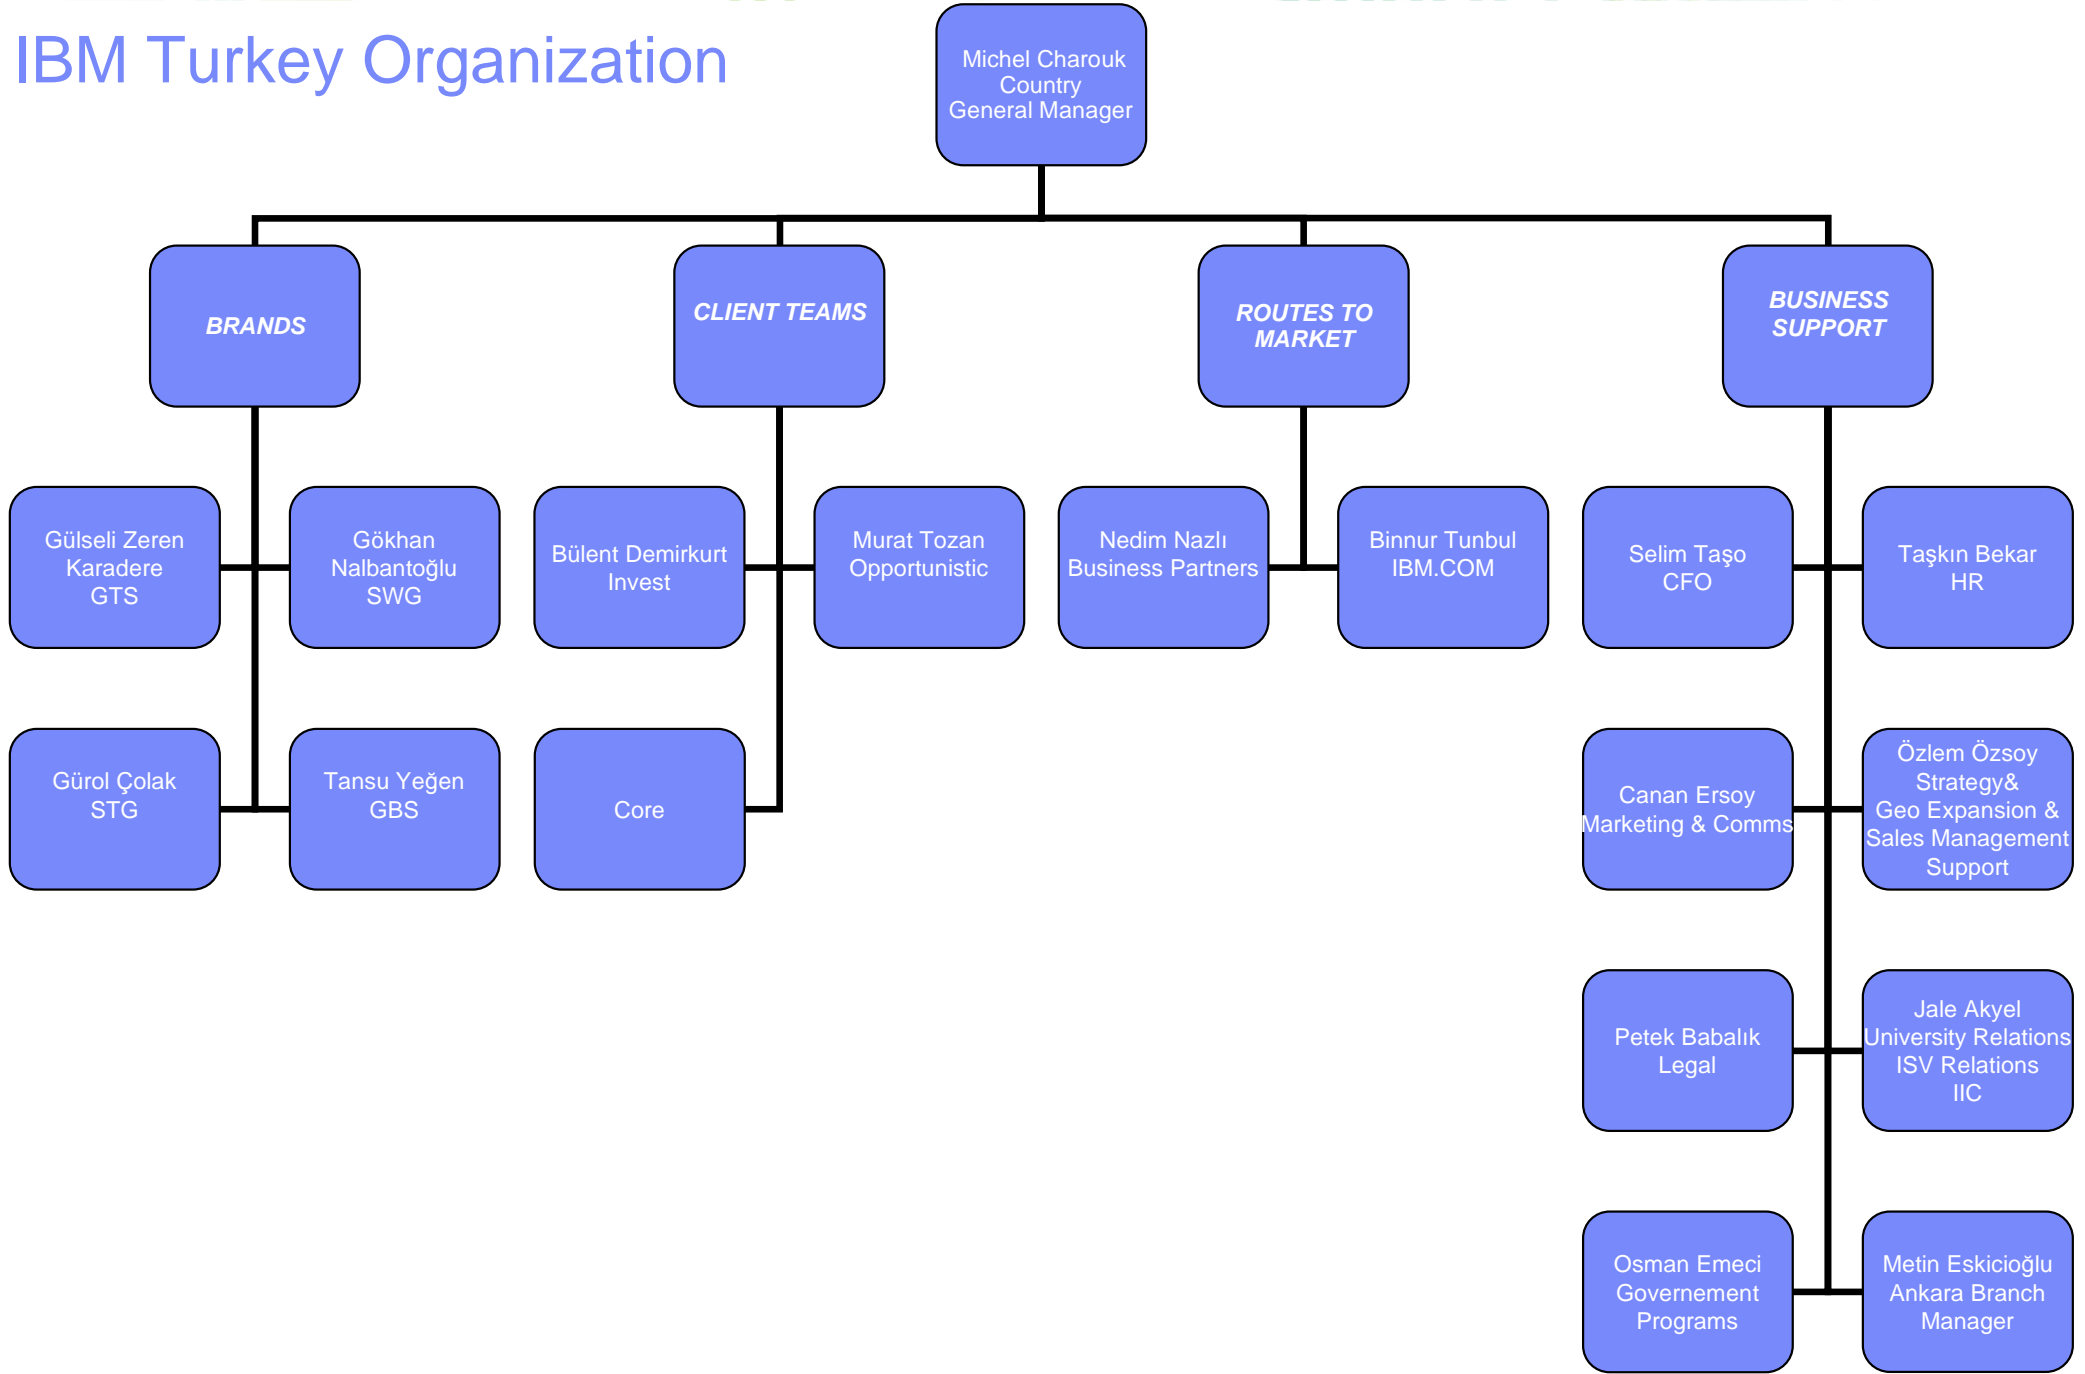 IBM Turkey Organization
Michel Charouk
Country
General Manager
BRANDS
CLIENT TEAMS
ROUTES TO
MARKET
BUSINESS
SUPPORT
Gülseli Zeren
Karadere
GTS
Gökhan
Nalbantoğlu
SWG
Bülent Demirkurt
Invest
Murat Tozan
Opportunistic
Nedim Nazlı
Business Partners
Binnur Tunbul
IBM.COM
Selim Taşo
CFO
Taşkın Bekar
HR
Gürol Çolak
STG
Tansu Yeğen
GBS
Core
Canan Ersoy
Marketing & Comms
Özlem Özsoy
Strategy&
Geo Expansion &
Sales Management
Support
Petek Babalık
Legal
Jale Akyel
University Relations
ISV Relations
IIC
Osman Emeci
Governement
Programs
Metin Eskicioğlu
Ankara Branch
Manager